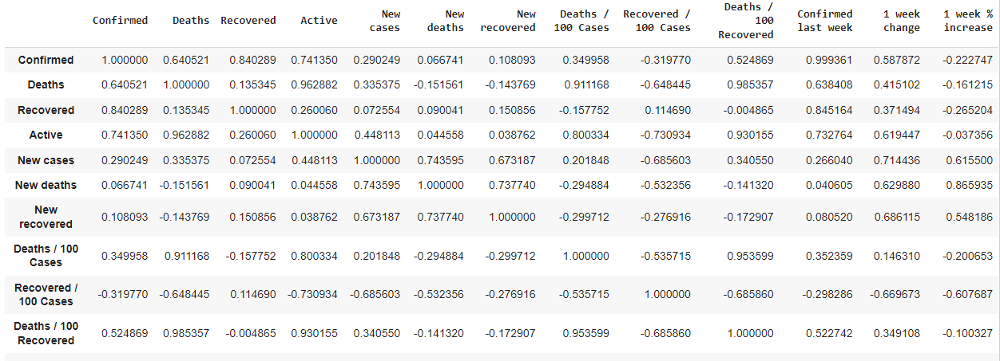 Confirmed Deaths Recovered Active New cases New deaths New recovered Deaths / 100 Cases Recovered / 100 Cases Deaths / 100 Recovered Confirmed last week 1 week change 1 week % increase
Confirmed 1.000000 0.640521 0.840289 0.741350 0.290249 0.066741 0.108093 0.349958 -0.319770 0.524869 0.999361 0.587872 -0.222747
Deaths 0.640521 1.000000 0.135345 0.962882 0.335375 -0.151561 -0.143769 0.911168 -0.648445 0.985357 0.638408 0.415102 -0.161215
Recovered 0.840289 0.135345 1.000000 0.260060 0.072554 0.090041 0.150856 -0.157752 0.114690 -0.004865 0.845164 0.371494 -0.265204
Active 0.741350 0.962882 0.260060 1.000000 0.448113 0.044558 0.038762 0.800334 -0.730934 0.930155 0.732764 0.619447 -0.037356
New cases 0.290249 0.335375 0.072554 0.448113 1.000000 0.743595 0.673187 0.201848 -0.685603 0.340550 0.266040 0.714436 0.615500
New deaths 0.066741 -0.151561 0.090041 0.044558 0.743595 1.000000 0.737740 -0.294884 -0.532356 -0.141320 0.040605 0.629880 0.865935
New recovered 0.108093 -0.143769 0.150856 0.038762 0.673187 0.737740 1.000000 -0.299712 -0.276916 -0.172907 0.080520 0.686115 0.548186
Deaths / 100 Cases 0.349958 0.911168 -0.157752 0.800334 0.201848 -0.294884 -0.299712 1.000000 -0.535715 0.953599 0.352359 0.146310 -0.200653
Recovered / 100 Cases -0.319770 -0.648445 0.114690 -0.730934 -0.685603 -0.532356 -0.276916 -0.535715 1.000000 -0.685860 -0.298286 -0.669673 -0.607687
Deaths / 100 Recovered 0.524869 0.985357 -0.004865 0.930155 0.340550 -0.141320 -0.172907 0.953599 -0.685860 1.000000 0.522742 0.349108 -0.100327